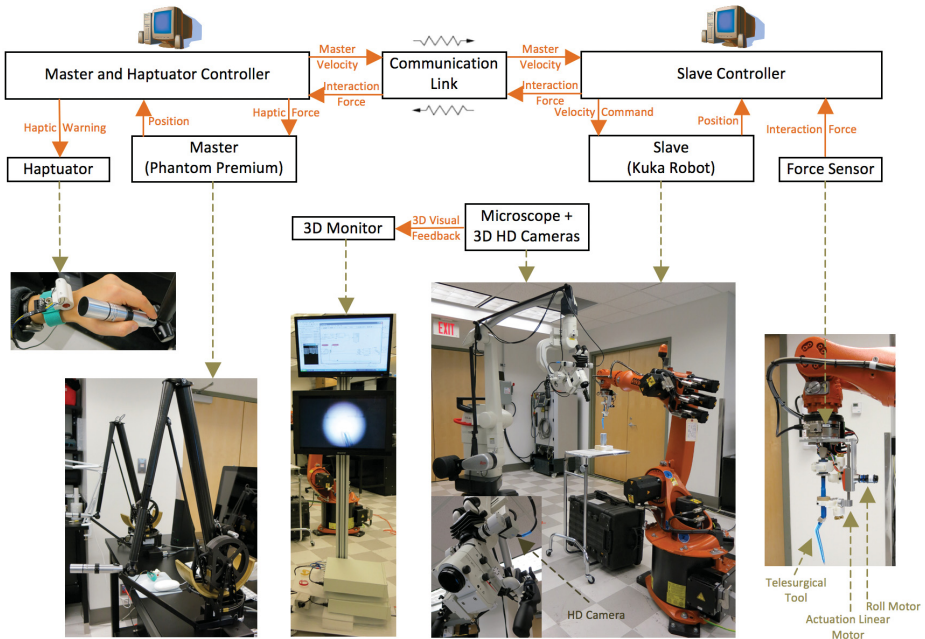 Master and Haptuator Controller
Master
Velocity
Interaction
Force
Communication
Link
Master
Velocity
Interaction
Force
Slave Controller
Haptic Warning
Position
Haptic Force
Velocity Command
Position
Interaction Force
Haptuator
Master
(Phantom Premium)
Slave
(Kuka Robot)
Force Sensor
3D Monitor
3D Visual
Feedback
Microscope +
3D HD Cameras
EXIT
HD Camera
Telesurgical
Tool
Roll Motor
Actuation Linear
Motor